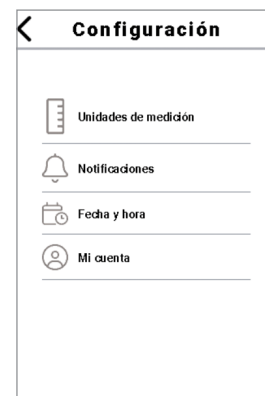 Configuración
Unidades de medición
Notificaciones
Fecha y hora
Mi cuenta